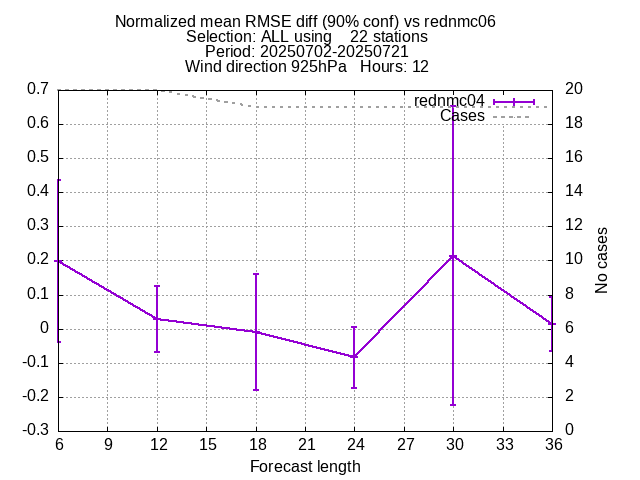 Normalized mean RMSE diff (90% conf) vs rednmc06
Selection: ALL using    22 stations
Period: 20250702-20250721
Wind direction 925hPa   Hours: 12
rednmc04
Cases
0.7
0.6
0.5
0.4
0.3
0.2
0.1
0
-0.1
-0.2
-0.3
20
18
16
14
12
10
8
6
4
2
0
No cases
6 9 12 15 18 21 24 27 30 33 36
Forecast length